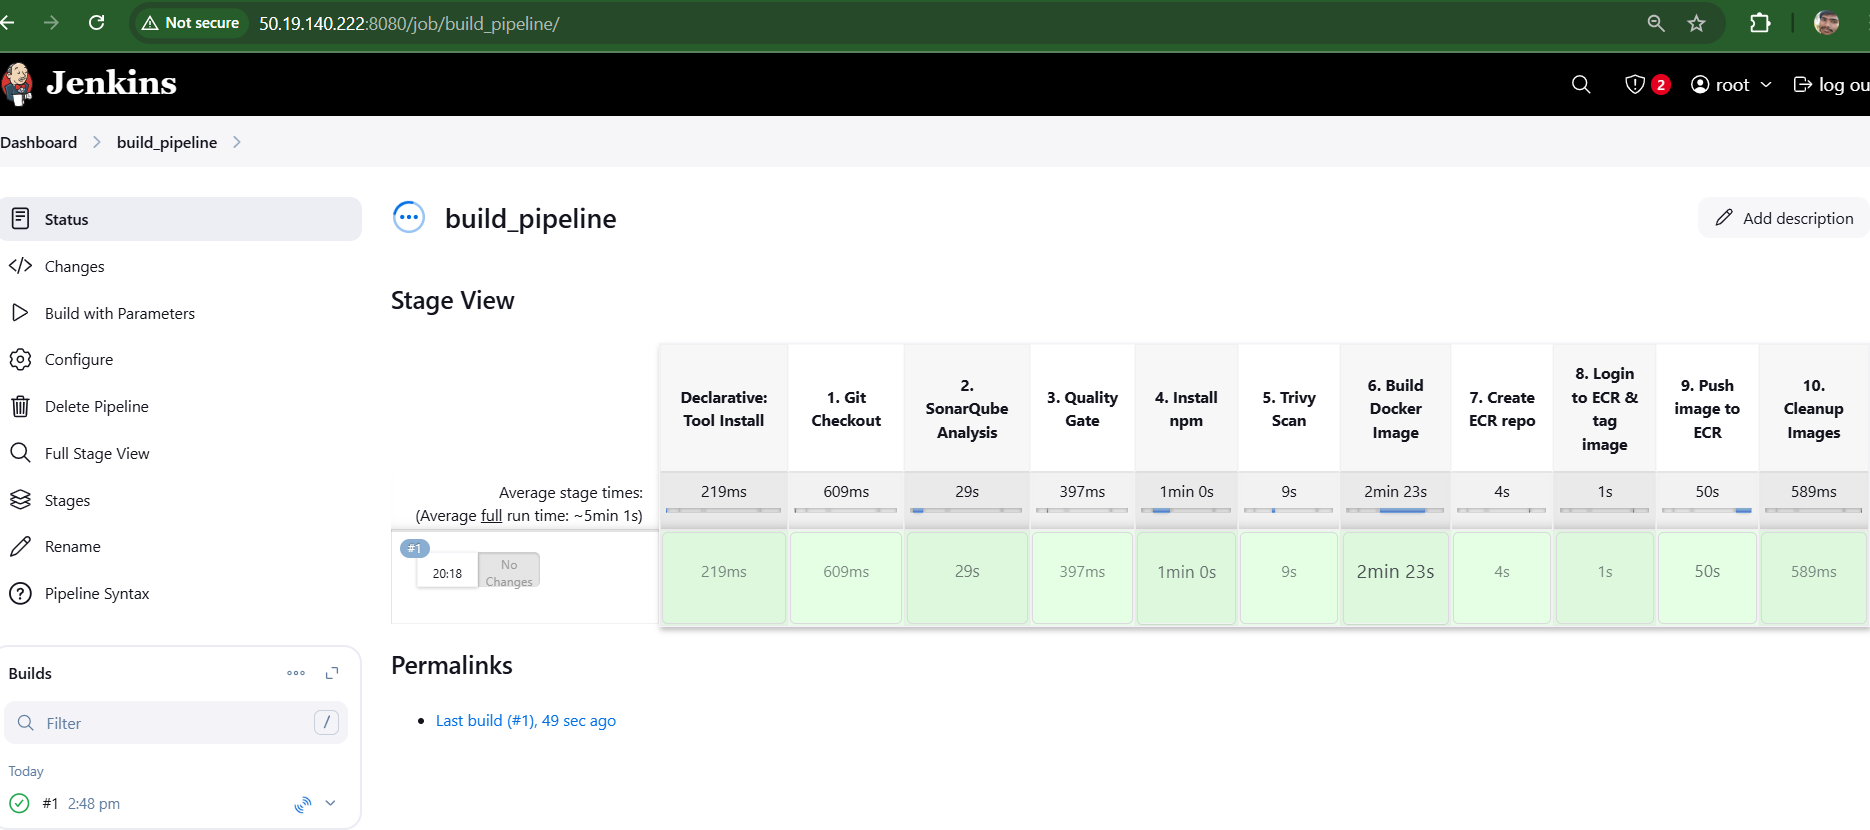 Not secure
50.19.140.222:8080/job/build_pipeline/
Jenkins
2
root
log ou
Dashboard
build_pipeline
Status
Changes
Build with Parameters
Configure
Delete Pipeline
Full Stage View
Stages
Rename
Pipeline Syntax
Builds
Filter
/
Today
#1 2:48 pm
build_pipeline
Add description
Stage View
Declarative:
Tool Install
1. Git
Checkout
2.
SonarQube
Analysis
3. Quality
Gate
4. Install
npm
5. Trivy
Scan
6. Build
Docker
Image
7. Create
ECR repo
8. Login
to ECR &
tag
image
9. Push
image to
ECR
10.
Cleanup
Images
Average stage times:
(Average full run time: ~5min 1s)
219ms 609ms 29s 397ms 1min 0s 9s 2min 23s 4s 1s 50s 589ms
#1
20:18
No
Changes
219ms 609ms 29s 397ms 1min 0s 9s 2min 23s 4s 1s 50s 589ms
Permalinks
Last build (#1), 49 sec ago